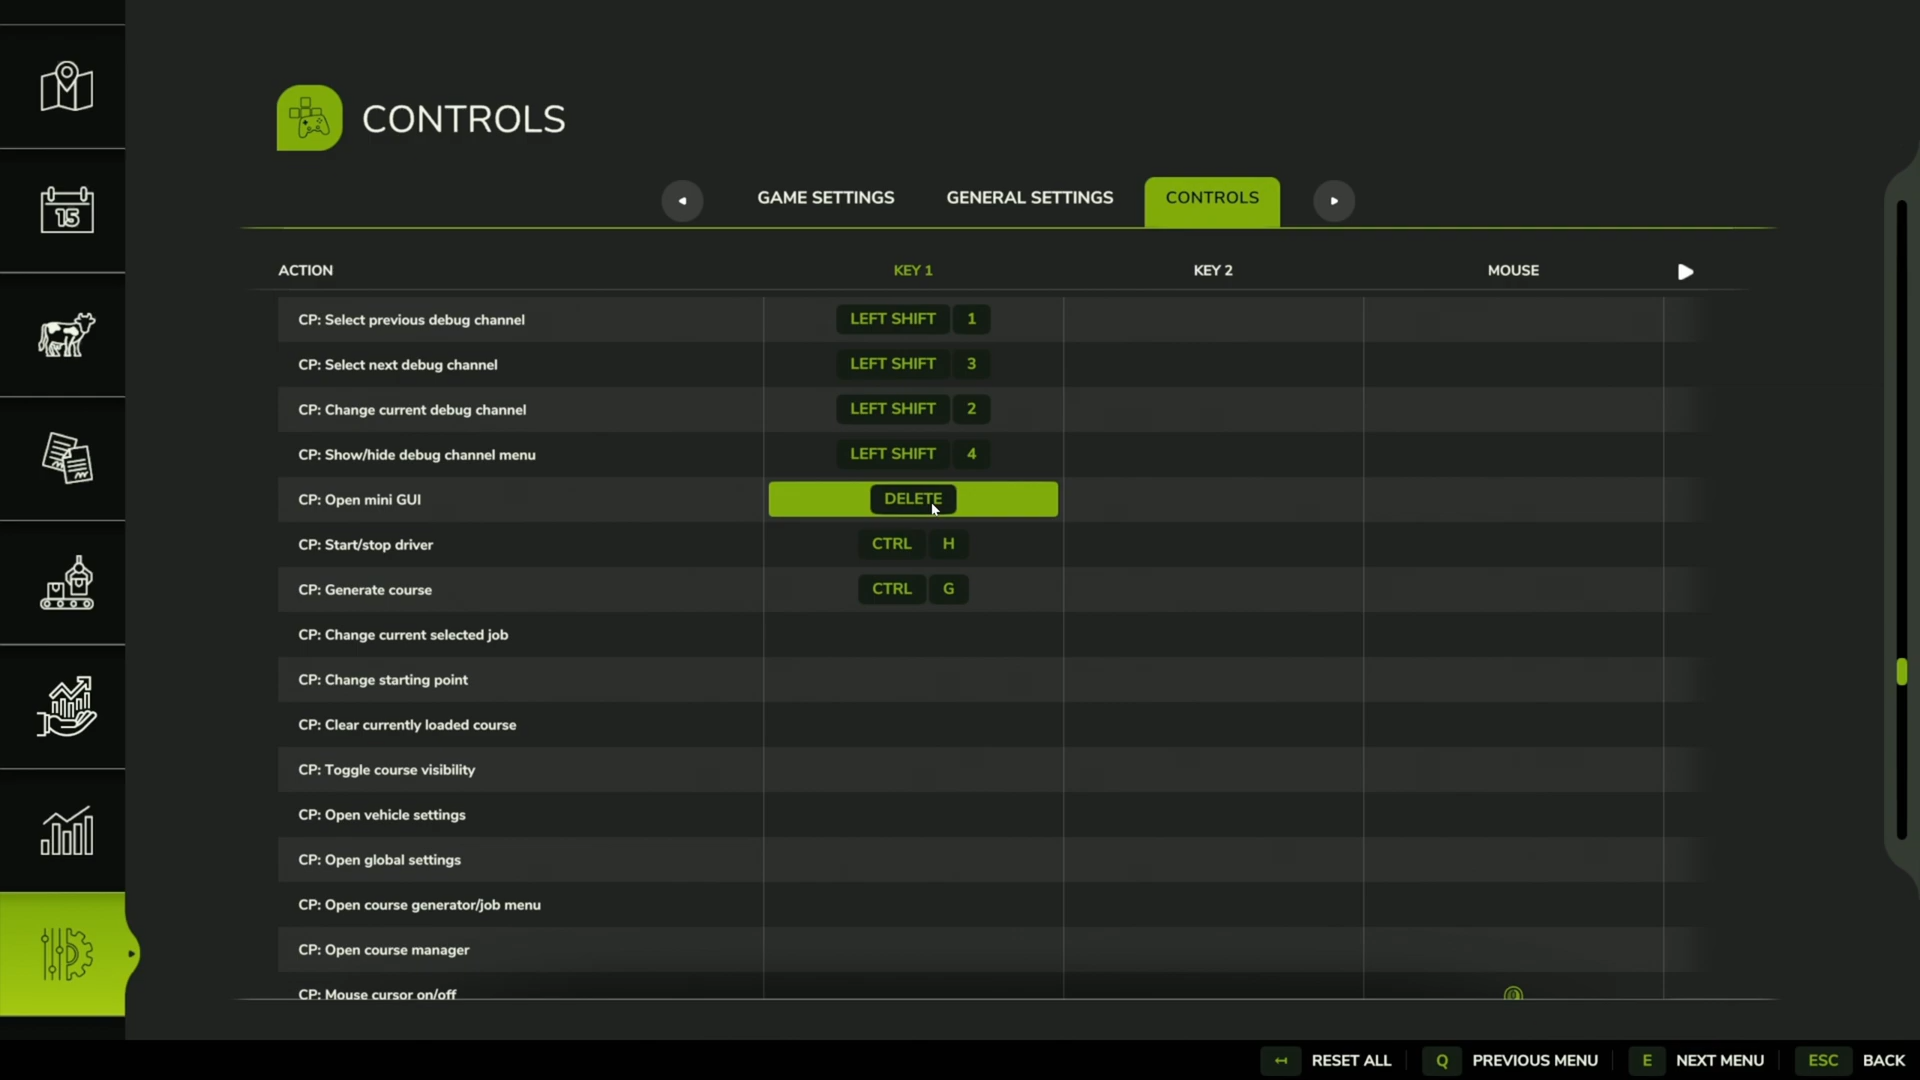 CONTROLS
GAME SETTINGS GENERAL SETTINGS CONTROLS
15
ACTION KEY 1 KEY 2 MOUSE
CP: Select previous debug channel LEFT SHIFT 1
CP: Select next debug channel LEFT SHIFT 3
CP: Change current debug channel LEFT SHIFT 2
CP: Show/hide debug channel menu LEFT SHIFT 4
CP: Open mini GUI DELETE
CP: Start/stop driver CTRL H
CP: Generate course CTRL G
CP: Change current selected job
CP: Change starting point
CP: Clear currently loaded course
CP: Toggle course visibility
CP: Open vehicle settings
CP: Open global settings
CP: Open course generator/job menu
CP: Open course manager
CP: Mouse cursor on/off
RESET ALL Q PREVIOUS MENU E NEXT MENU ESC BACK